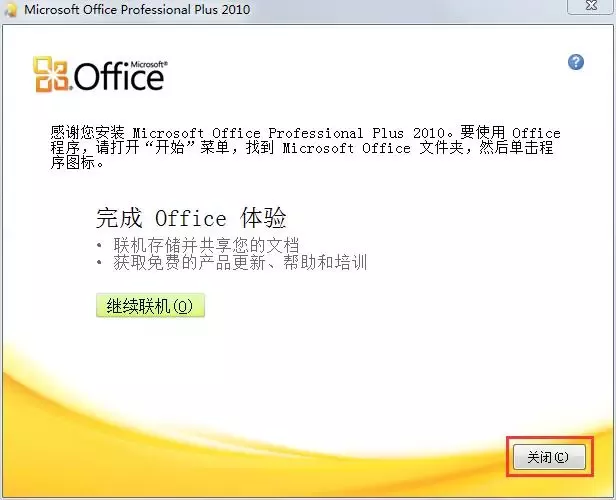 Microsoft Office Professional Plus 2010
Microsoft®
Office
?
感谢您安装 Microsoft Office Professional Plus 2010。要使用 Office
程序，请打开“开始”菜单，找到 Microsoft Office 文件夹，然后单击程
序图标。
完成 Office 体验
• 联机存储并共享您的文档
• 获取免费的产品更新、帮助和培训
继续联机(O)
关闭(C)